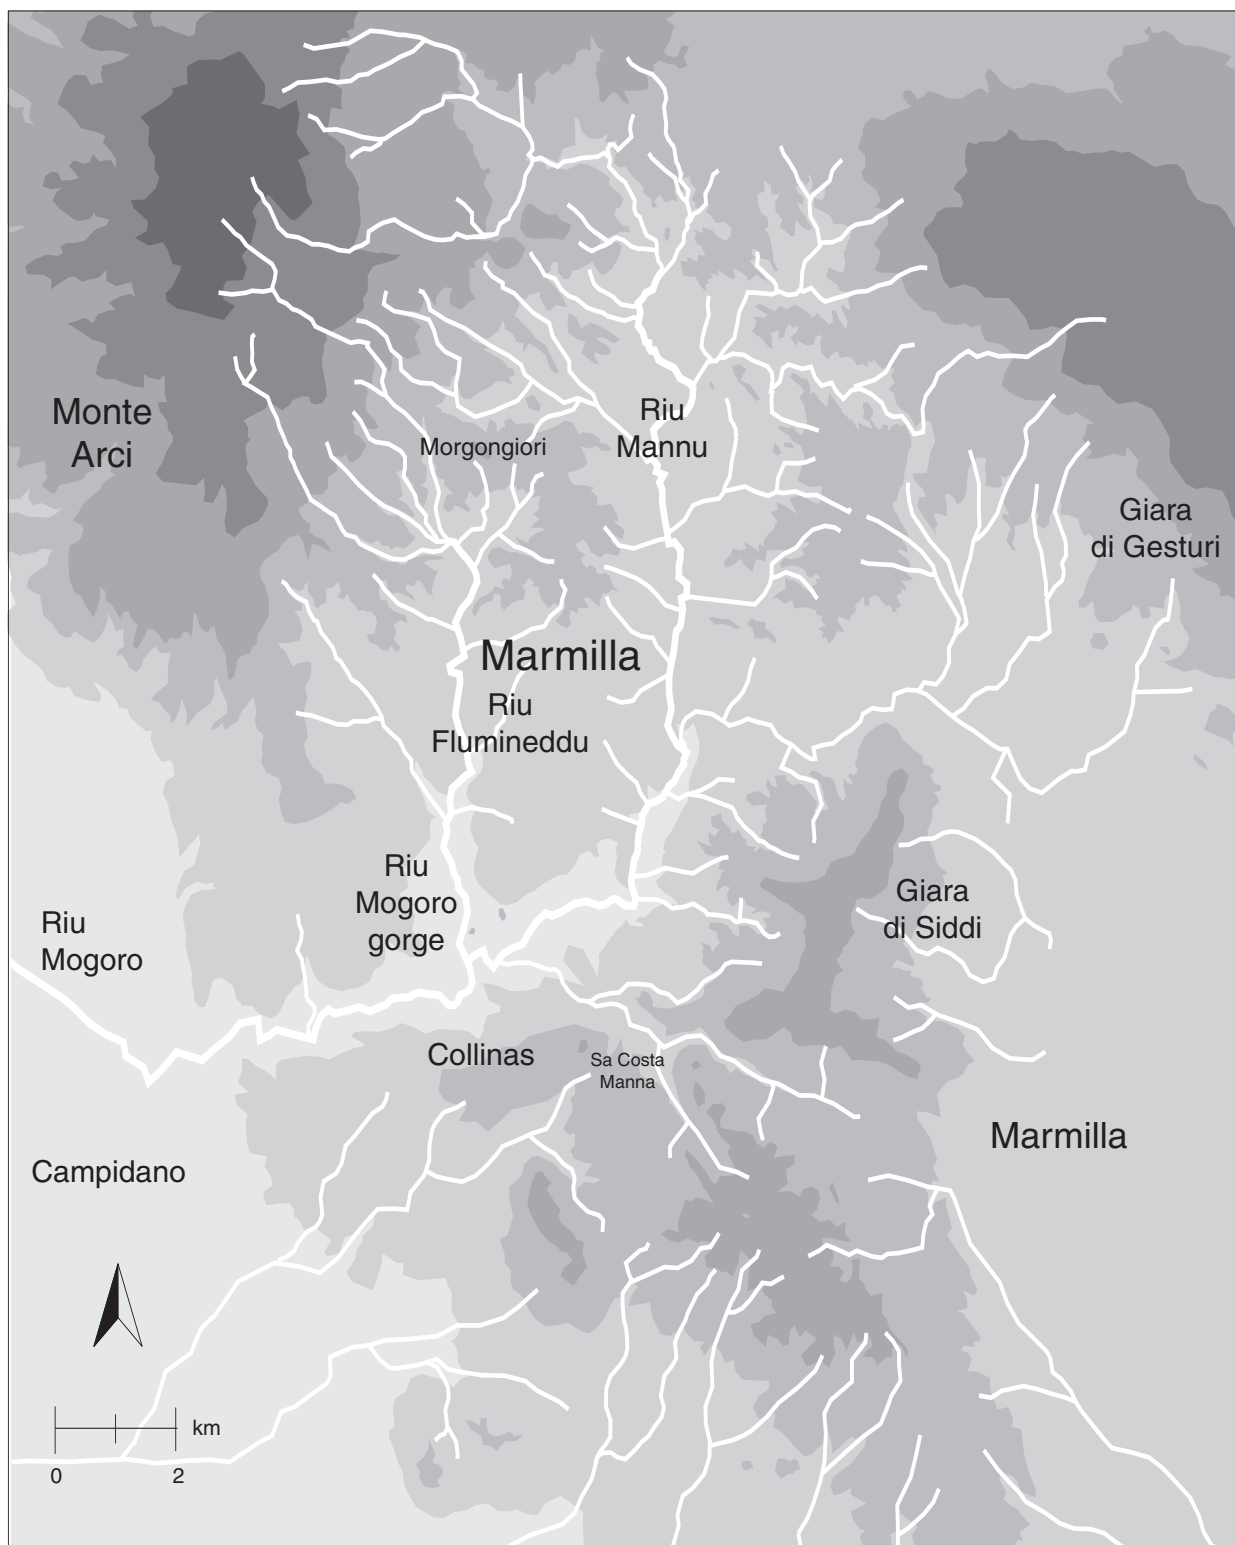 Monte
Arci
Morgongiori
Riu
Mannu
Giara
di Gesturi
Marmilla
Riu
Flumineddu
Riu
Mogoro
gorge
Giara
di Siddi
Riu
Mogoro
Collinas
Sa Costa
Manna
Marmilla
Campidano
km
0 2